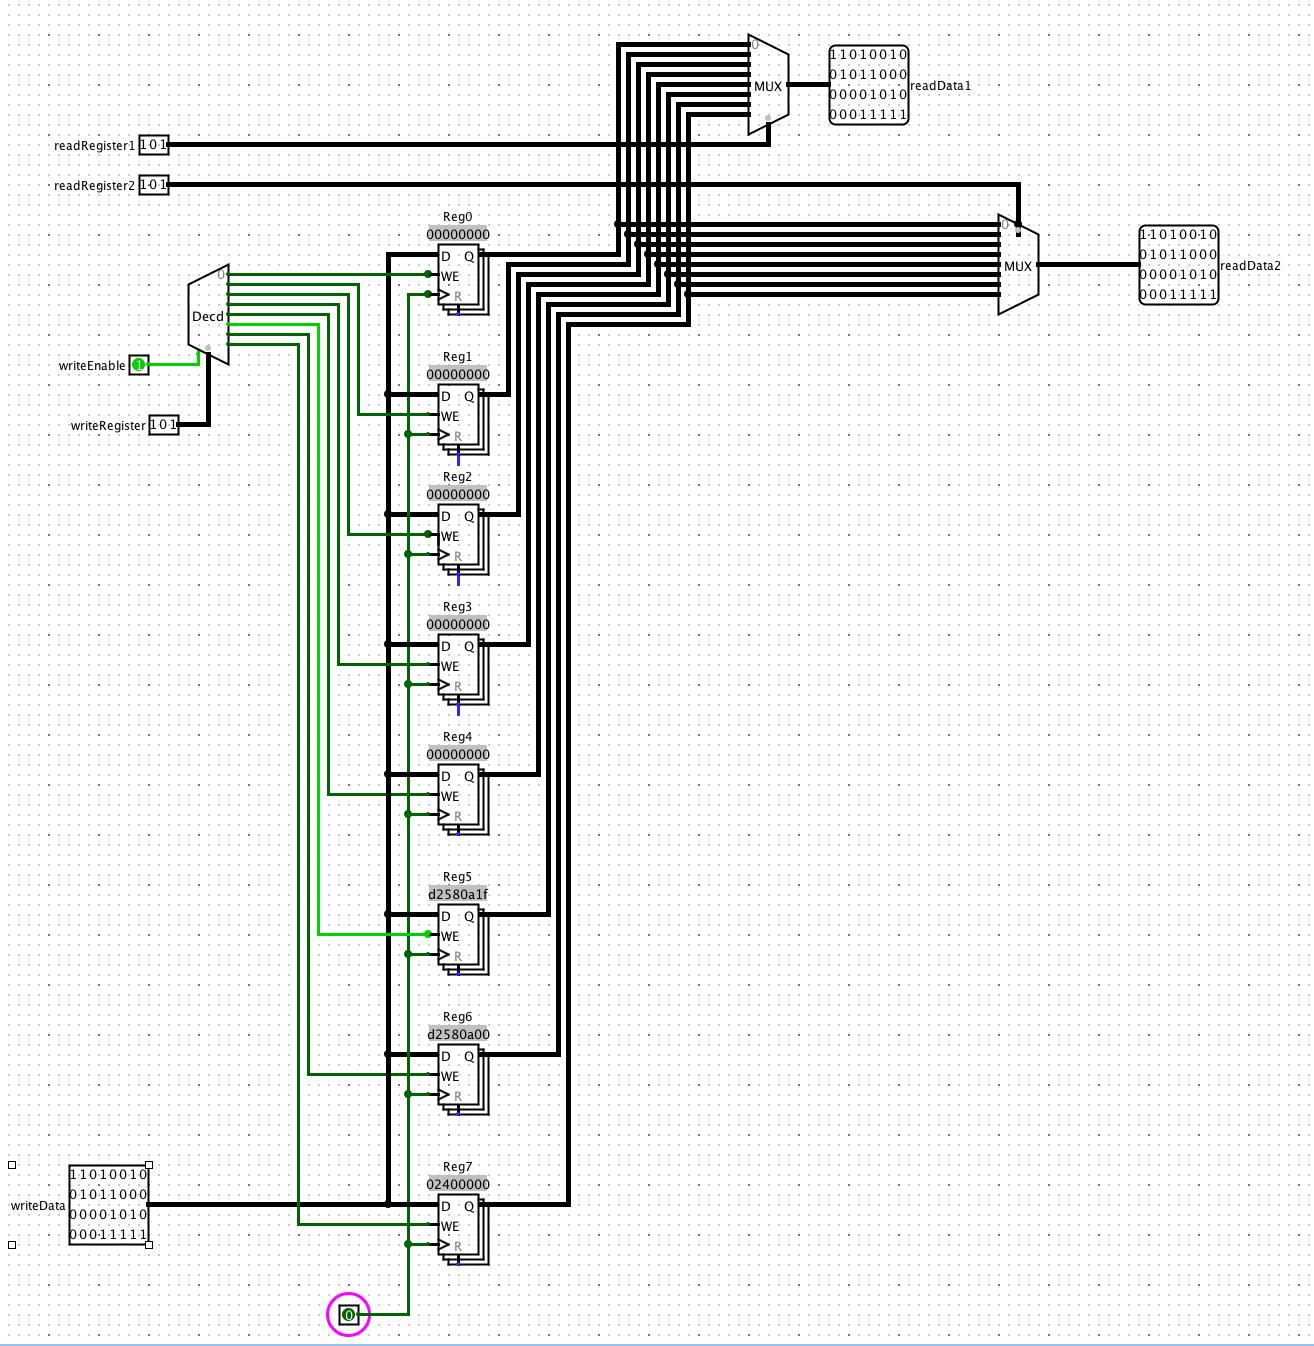 0
MUX
11010010
01011000
00001010
00011111
readData1
readRegister1
101
readRegister2
101
0
MUX
11010010
01011000
00001010
00011111
readData2
0
Decd
writeEnable
1
writeRegister
101
Reg0
00000000
D Q
WE
R
Reg1
00000000
D Q
WE
R
Reg2
00000000
D Q
WE
R
Reg3
00000000
D Q
WE
R
Reg4
00000000
D Q
WE
R
Reg5
d2580a1f
D Q
WE
R
Reg6
d2580a00
D Q
WE
R
Reg7
02400000
D Q
WE
R
writeData
11010010
01011000
00001010
00011111
0